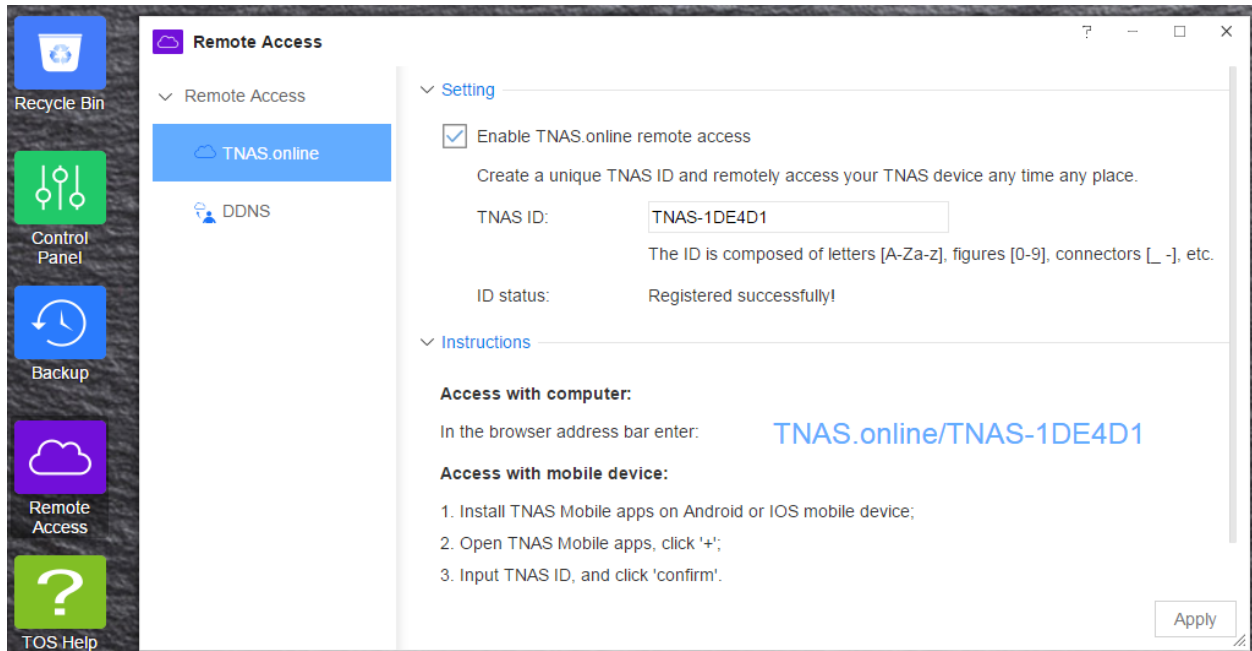 Recycle Bin
Control
Panel
Backup
Remote
Access
TOS Help
Remote Access
?
Remote Access
TNAS.online
DDNS
Setting
Enable TNAS.online remote access
Create a unique TNAS ID and remotely access your TNAS device any time any place.
TNAS ID: TNAS-1DE4D1
The ID is composed of letters [A-Za-z], figures [0-9], connectors [_ -], etc.
ID status: Registered successfully!
Instructions
Access with computer:
In the browser address bar enter: TNAS.online/TNAS-1DE4D1
Access with mobile device:
1. Install TNAS Mobile apps on Android or IOS mobile device;
2. Open TNAS Mobile apps, click '+';
3. Input TNAS ID, and click 'confirm'.
Apply